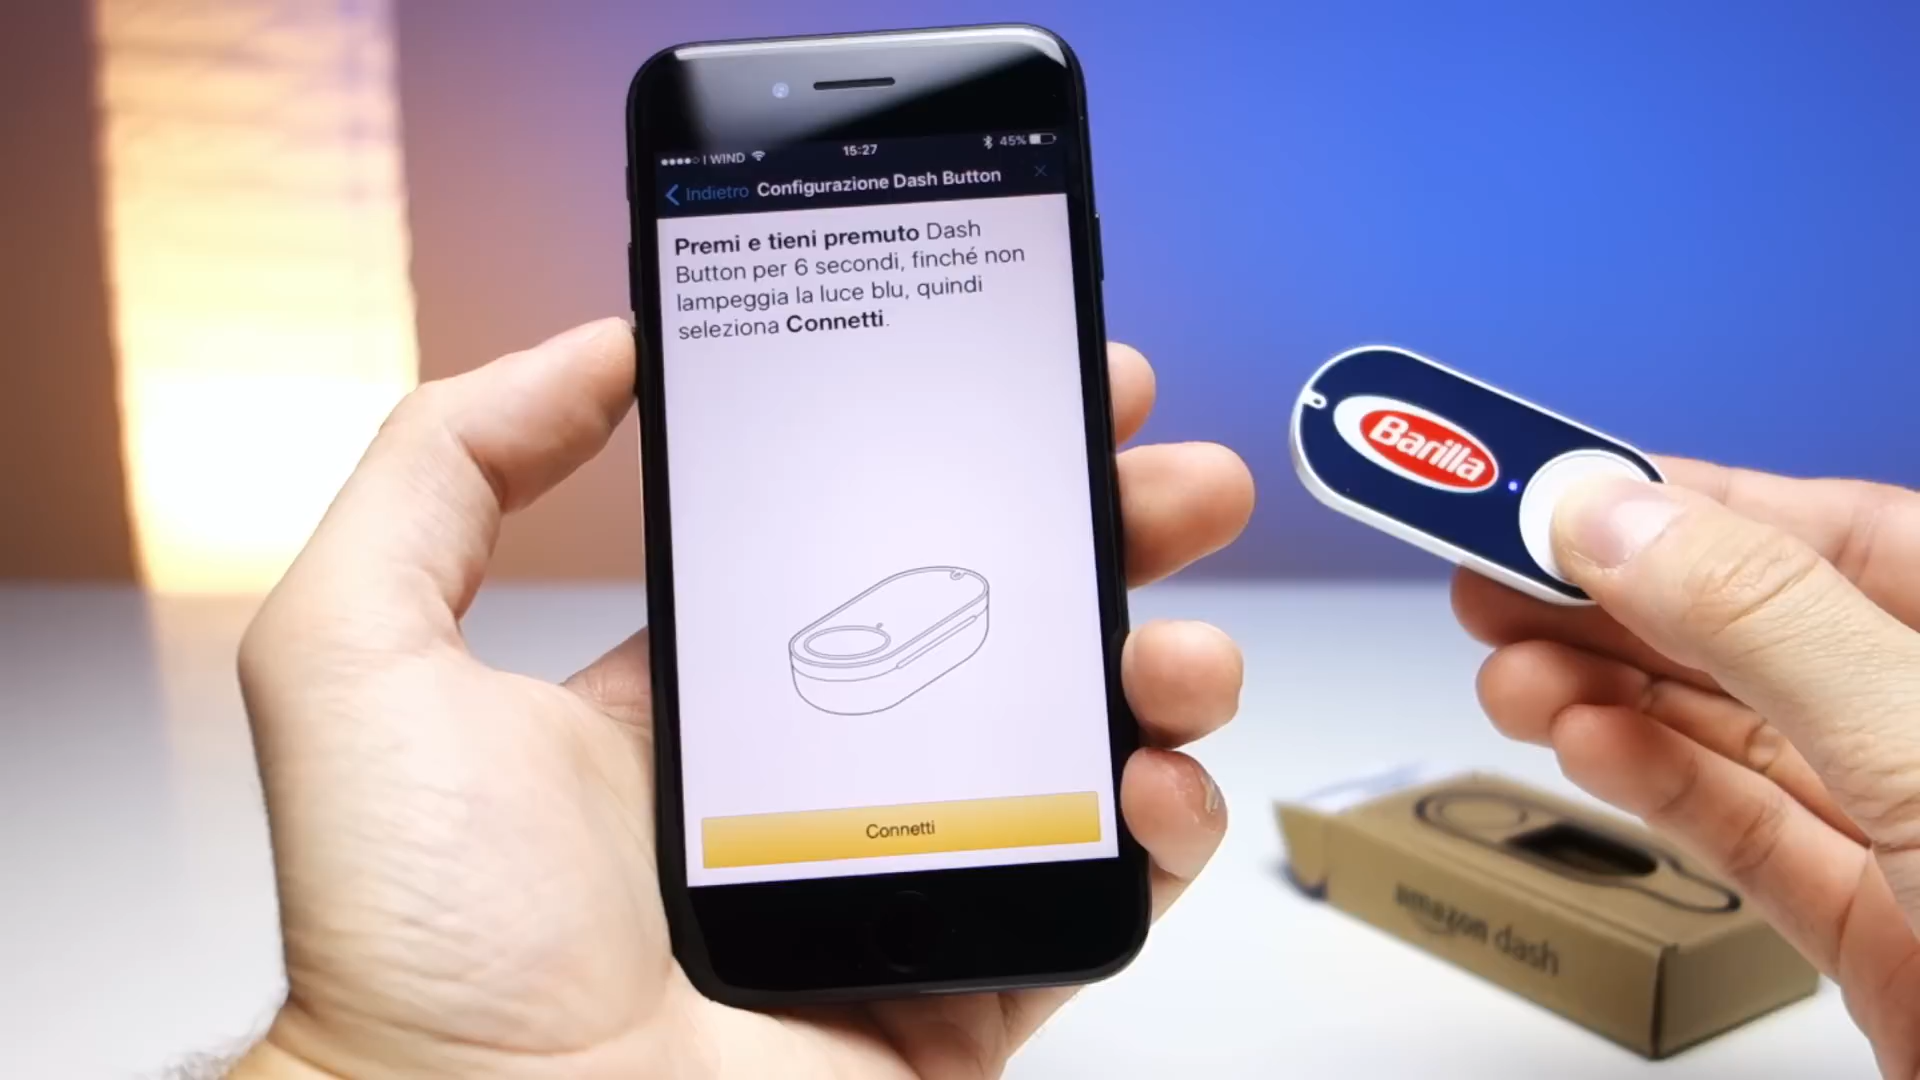 WIND
15:27
45%
Indietro Configurazione Dash Button
Premi e tieni premuto Dash
Button per 6 secondi, finché non
lampeggia la luce blu, quindi
seleziona Connetti.
Connetti
Barilla
amazon dash